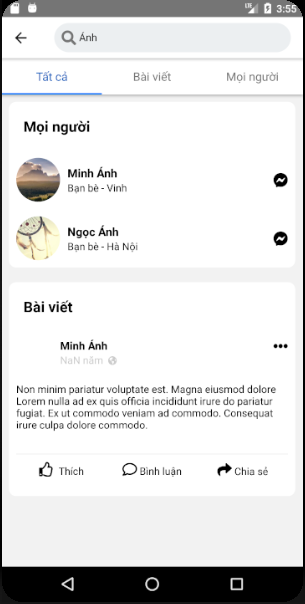 LTE 3:55
Ánh
Tất cả
Bài viết
Mọi người
Mọi người
Minh Ánh
Bạn bè - Vinh
Ngọc Ánh
Bạn bè - Hà Nội
Bài viết
Minh Ánh
NaN năm
Non minim pariatur voluptate est. Magna eiusmod dolore
Lorem nulla ad ex quis officia incididunt irure do pariatur
fugiat. Ex ut commodo veniam ad commodo. Consequat
irure culpa dolore commodo.
Thích
Bình luận
Chia sẻ